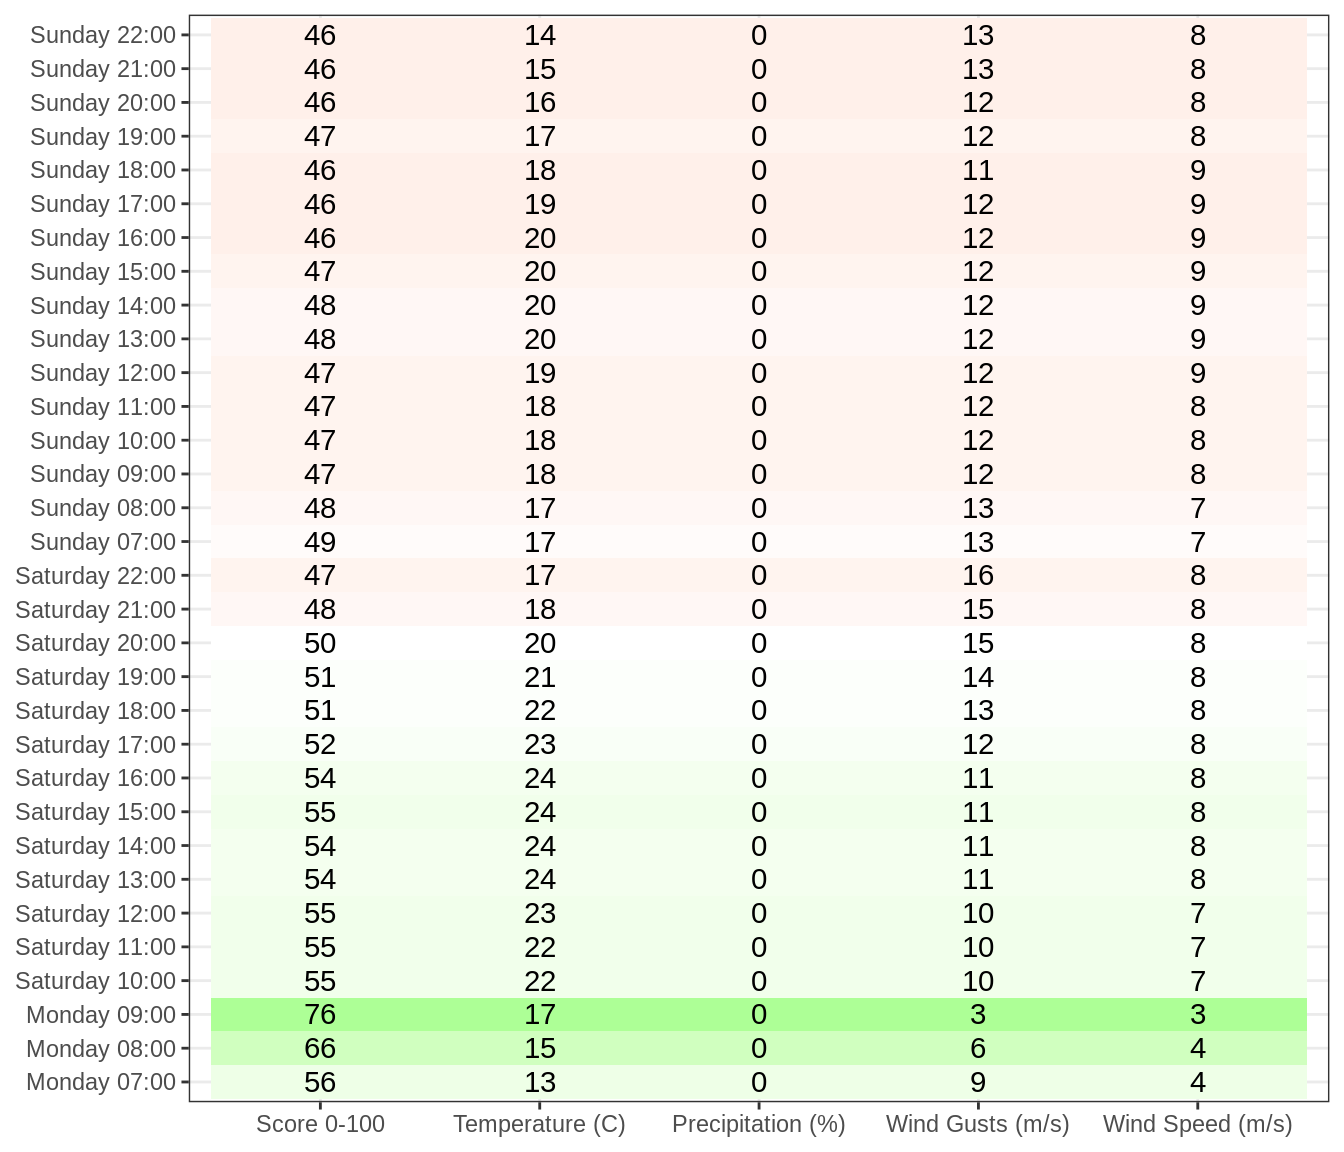 Sunday 22:00 46 14 0 13 8
Sunday 21:00 46 15 0 13 8
Sunday 20:00 46 16 0 12 8
Sunday 19:00 47 17 0 12 8
Sunday 18:00 46 18 0 11 9
Sunday 17:00 46 19 0 12 9
Sunday 16:00 46 20 0 12 9
Sunday 15:00 47 20 0 12 9
Sunday 14:00 48 20 0 12 9
Sunday 13:00 48 20 0 12 9
Sunday 12:00 47 19 0 12 9
Sunday 11:00 47 18 0 12 8
Sunday 10:00 47 18 0 12 8
Sunday 09:00 47 18 0 12 8
Sunday 08:00 48 17 0 13 7
Sunday 07:00 49 17 0 13 7
Saturday 22:00 47 17 0 16 8
Saturday 21:00 48 18 0 15 8
Saturday 20:00 50 20 0 15 8
Saturday 19:00 51 21 0 14 8
Saturday 18:00 51 22 0 13 8
Saturday 17:00 52 23 0 12 8
Saturday 16:00 54 24 0 11 8
Saturday 15:00 55 24 0 11 8
Saturday 14:00 54 24 0 11 8
Saturday 13:00 54 24 0 11 8
Saturday 12:00 55 23 0 10 7
Saturday 11:00 55 22 0 10 7
Saturday 10:00 55 22 0 10 7
Monday 09:00 76 17 0 3 3
Monday 08:00 66 15 0 6 4
Monday 07:00 56 13 0 9 4
Score 0-100 Temperature (C) Precipitation (%) Wind Gusts (m/s) Wind Speed (m/s)